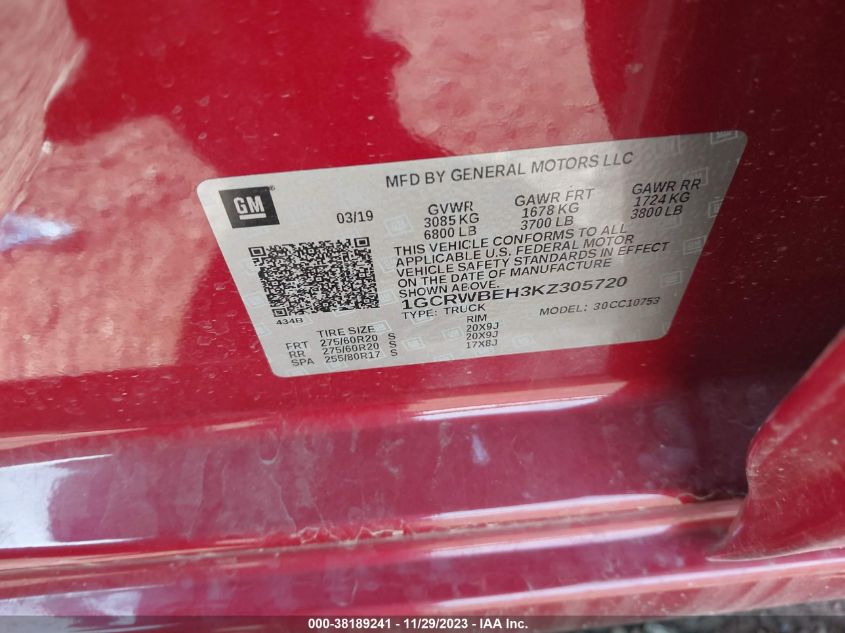 MFD BY GENERAL MOTORS LLC
GM
03/19
GVWR GAWR FRT GAWR RR
3085 KG 1678 KG 1724 KG
6800 LB 3700 LB 3800 LB
THIS VEHICLE CONFORMS TO ALL
APPLICABLE U.S. FEDERAL MOTOR
VEHICLE SAFETY STANDARDS IN EFFECT
ON THE DATE OF MANUFACTURE
SHOWN ABOVE.
1GCRWBEH3KZ305720
434B
TYPE: TRUCK MODEL: 30CC10753
TIRE SIZE RIM
FRT 275/60R20 S 20X9J
RR 275/60R20 S 20X9J
SPA 255/80R17 S 17X8J
000-38189241 - 11/29/2023 - IAA Inc.